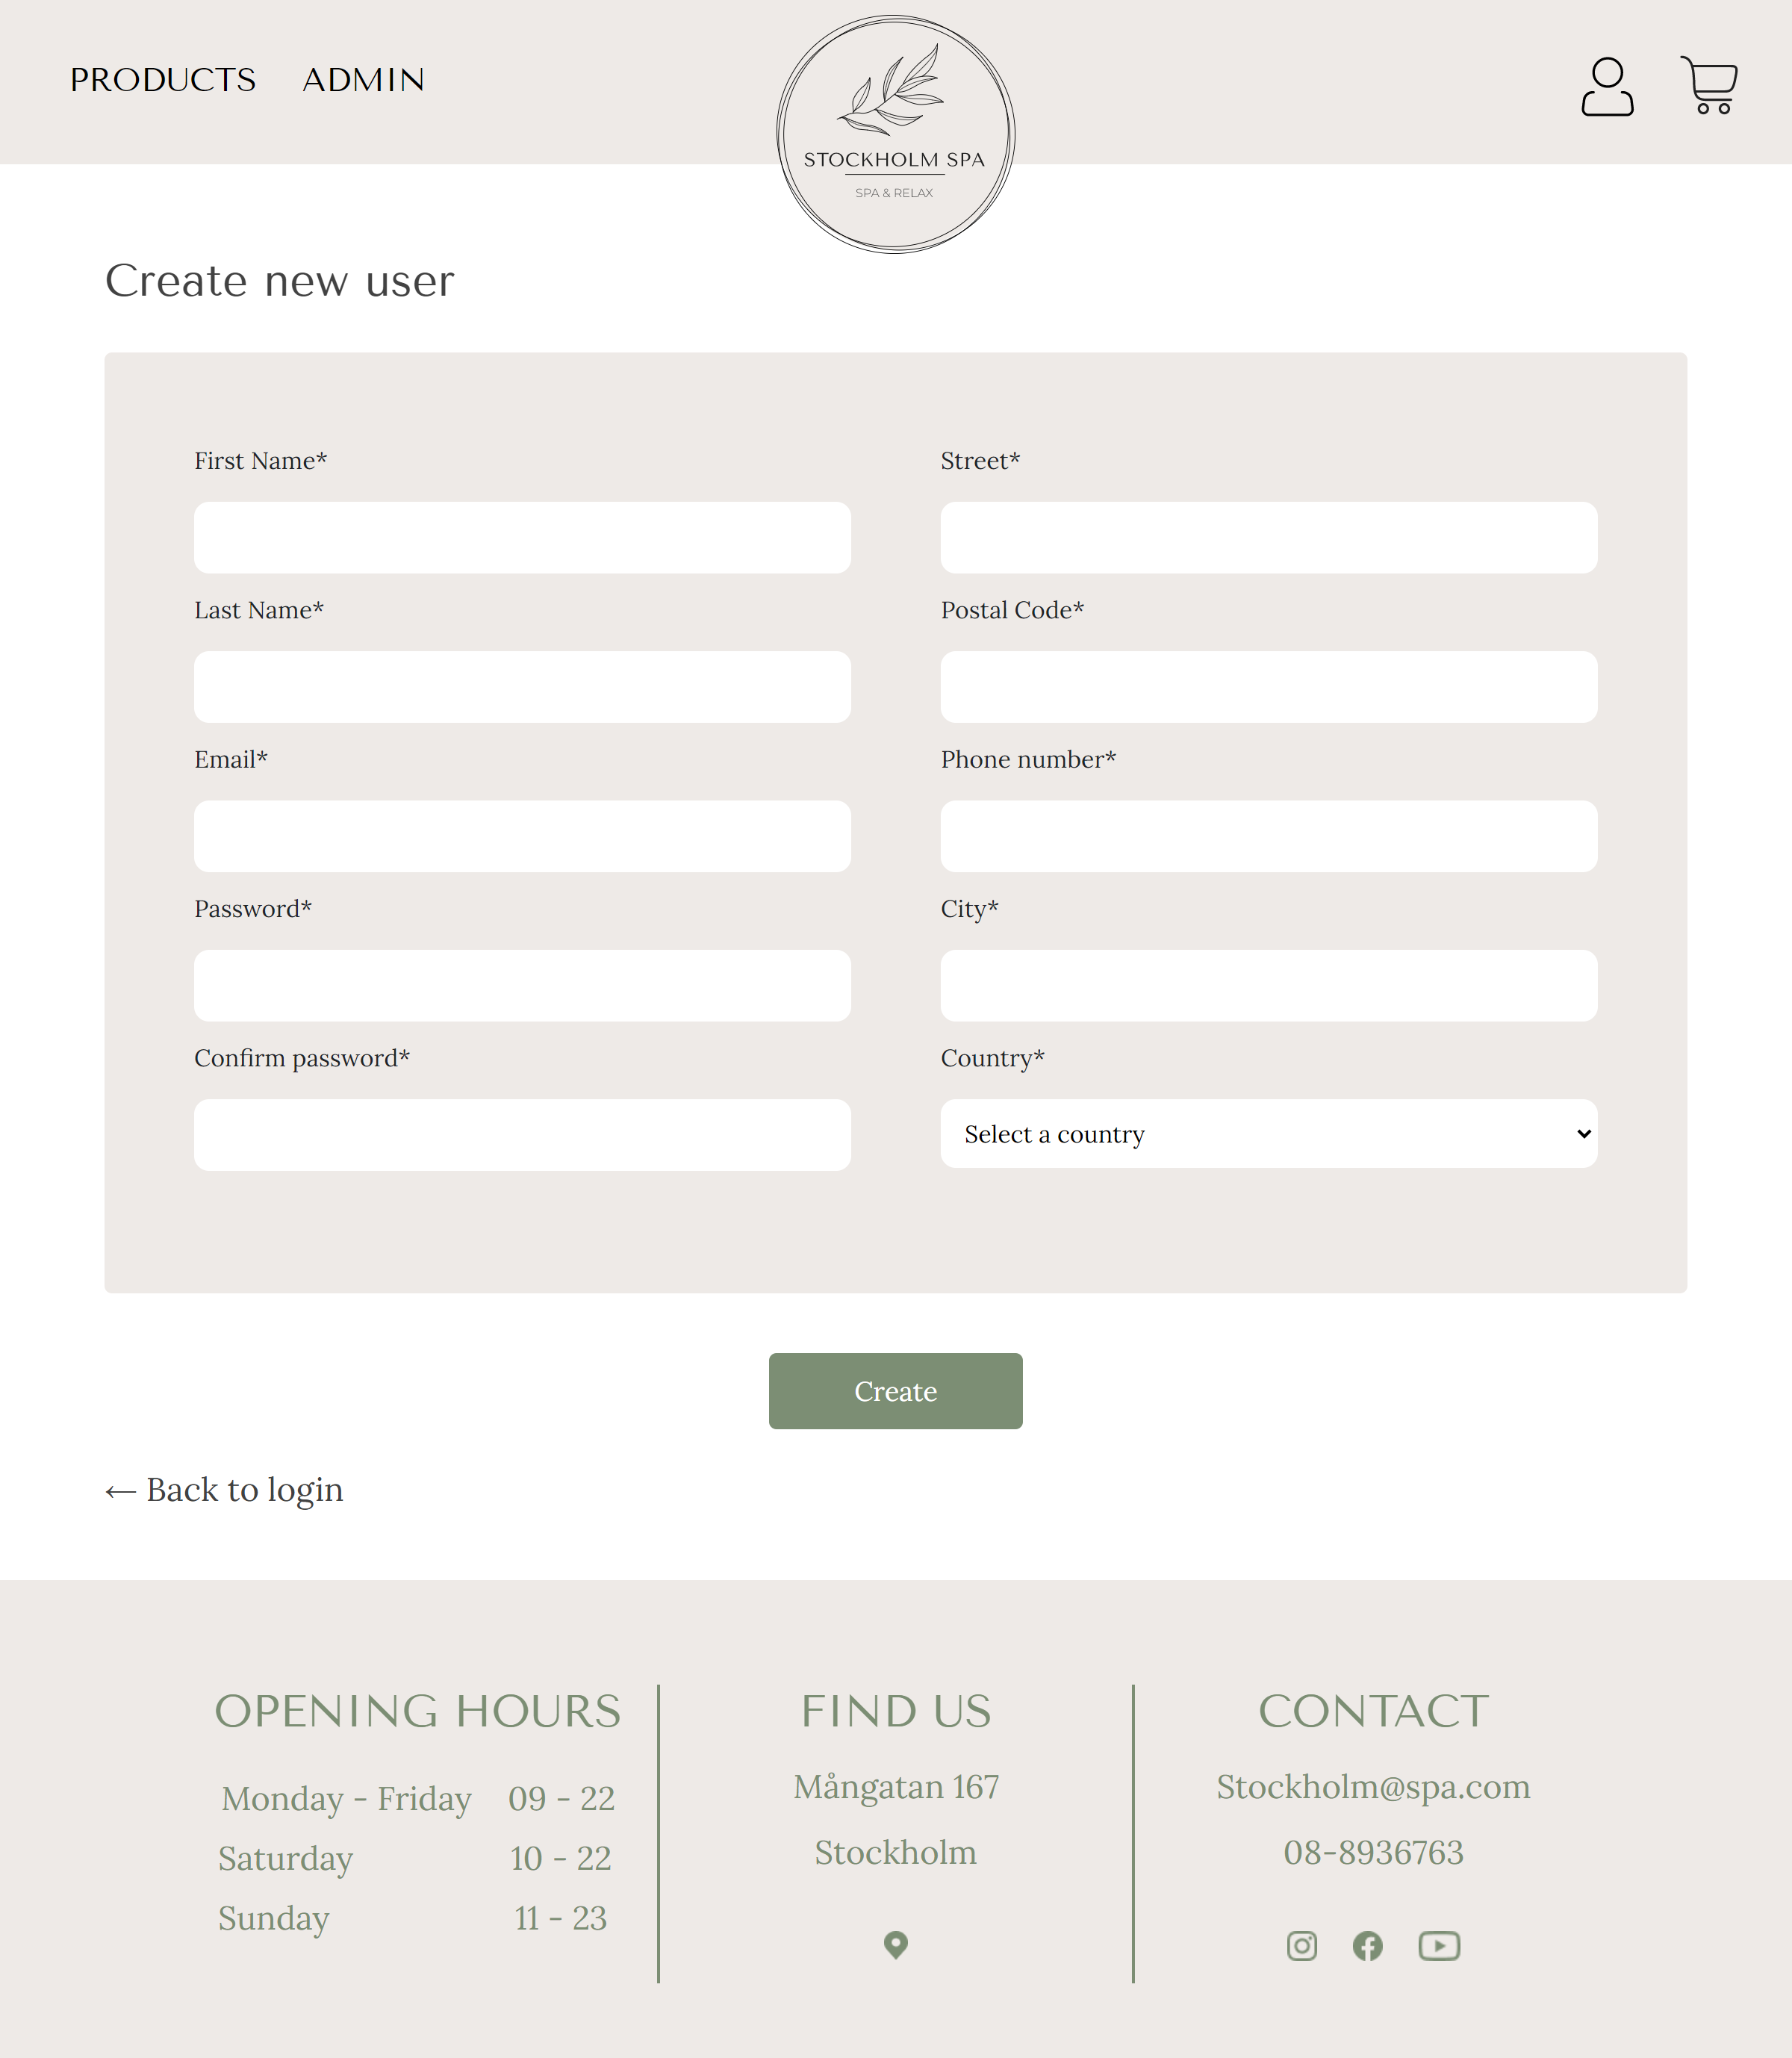 PRODUCTS ADMIN
STOCKHOLM SPA
SPA & RELAX
Create new user
First Name*
Street*
Last Name*
Postal Code*
Email*
Phone number*
Password*
City*
Confirm password*
Country*
Select a country
Create
← Back to login
OPENING HOURS
Monday - Friday 09 - 22
Saturday 10 - 22
Sunday 11 - 23
FIND US
Mångatan 167
Stockholm
CONTACT
Stockholm@spa.com
08-8936763